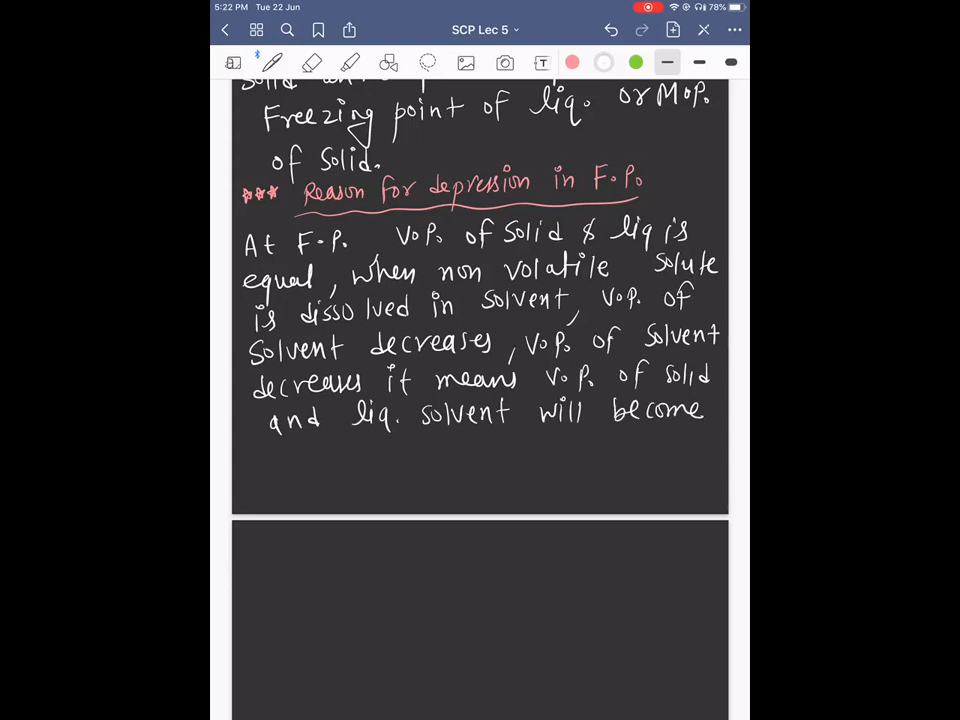 5:22 PM Tue 22 Jun
78%
SCP Lec 5
T
Solid
Freezing point of liq. or M.P.
of Solid.
*** Reason for depression in F.P.
At F.P. V.P. of Solid & liq is
equal, when non volatile solute
is dissolved in solvent, V.P. of
Solvent decreases, V.P. of Solvent
decreases it means V.P. of solid
and liq. solvent will become